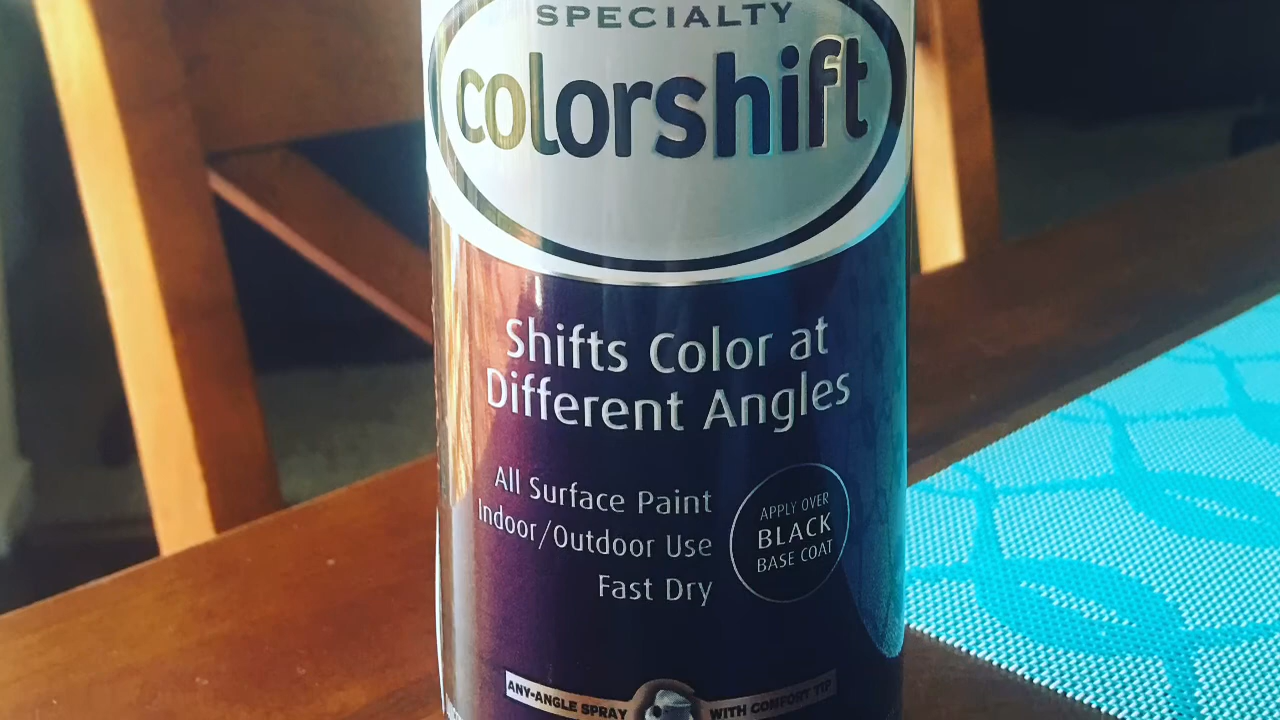 SPECIALTY
colorshift
Shifts Color at
Different Angles
All Surface Paint
Indoor/Outdoor Use
Fast Dry
APPLY OVER
BLACK
BASE COAT
ANY-ANGLE SPRAY WITH COMFORT TIP